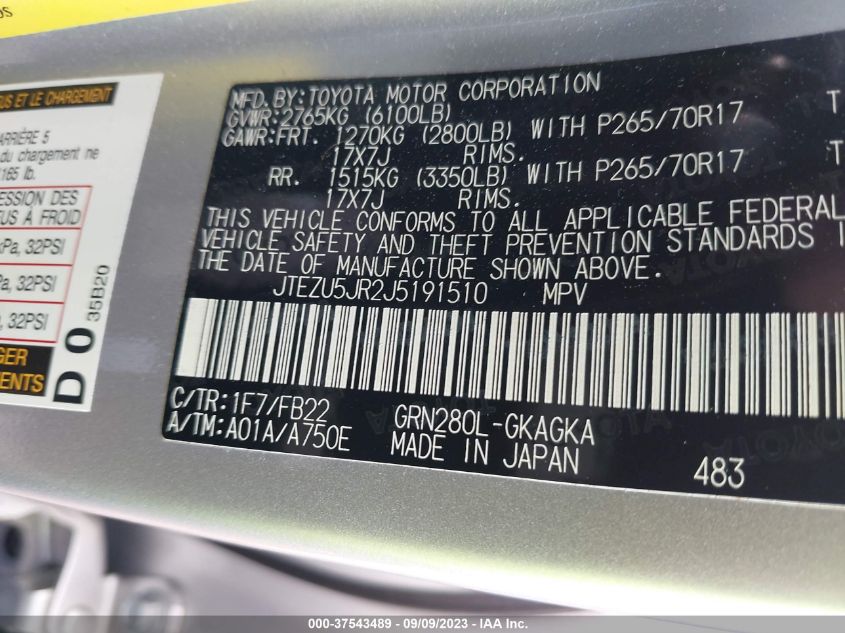 US ET LE CHARGEMENT
ARRIÈRE 5
du chargement ne
165 lb.
ESSION DES
US À FROID
kPa, 32PSI
Pa, 32PSI
a, 32PSI
GER
MENTS
D0
35B20
MFD. BY: TOYOTA MOTOR CORPORATION
GVWR: 2765KG (6100LB)
GAWR: FRT. 1270KG (2800LB) WITH P265/70R17 T
17X7J RIMS.
RR. 1515KG (3350LB) WITH P265/70R17 T
17X7J RIMS.
THIS VEHICLE CONFORMS TO ALL APPLICABLE FEDERAL
VEHICLE SAFETY AND THEFT PREVENTION STANDARDS I
THE DATE OF MANUFACTURE SHOWN ABOVE.
JTEZU5JR2J5191510 MPV
C/TR: 1F7/FB22 GRN280L-GKAGKA
A/TM: A01A/A750E MADE IN JAPAN 483
000-37543489 - 09/09/2023 - IAA Inc.